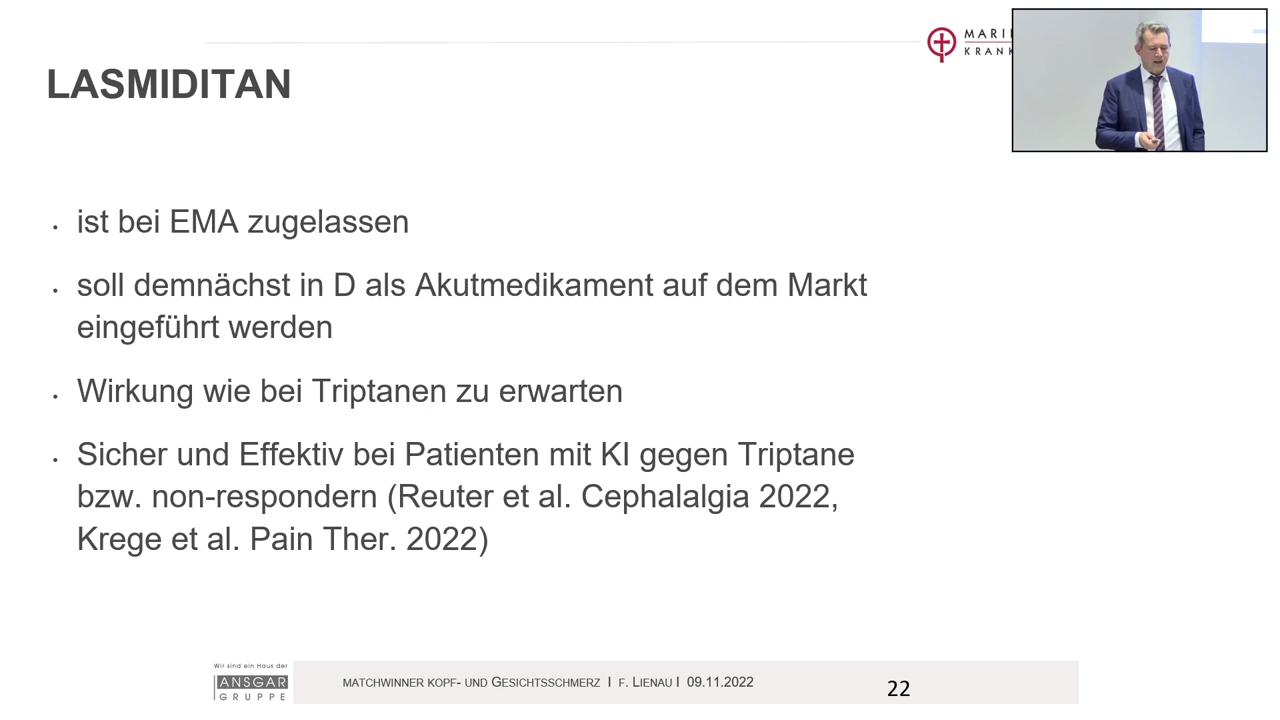 MARI
KRANK
LASMIDITAN
ist bei EMA zugelassen
soll demnächst in D als Akutmedikament auf dem Markt
eingeführt werden
Wirkung wie bei Triptanen zu erwarten
Sicher und Effektiv bei Patienten mit KI gegen Triptane
bzw. non-respondern (Reuter et al. Cephalalgia 2022,
Krege et al. Pain Ther. 2022)
Wir sind ein Haus der
ANSGAR
GRUPPE
MATCHWINNER KOPF- UND GESICHTSSCHMERZ I F. LIENAU I 09.11.2022
22